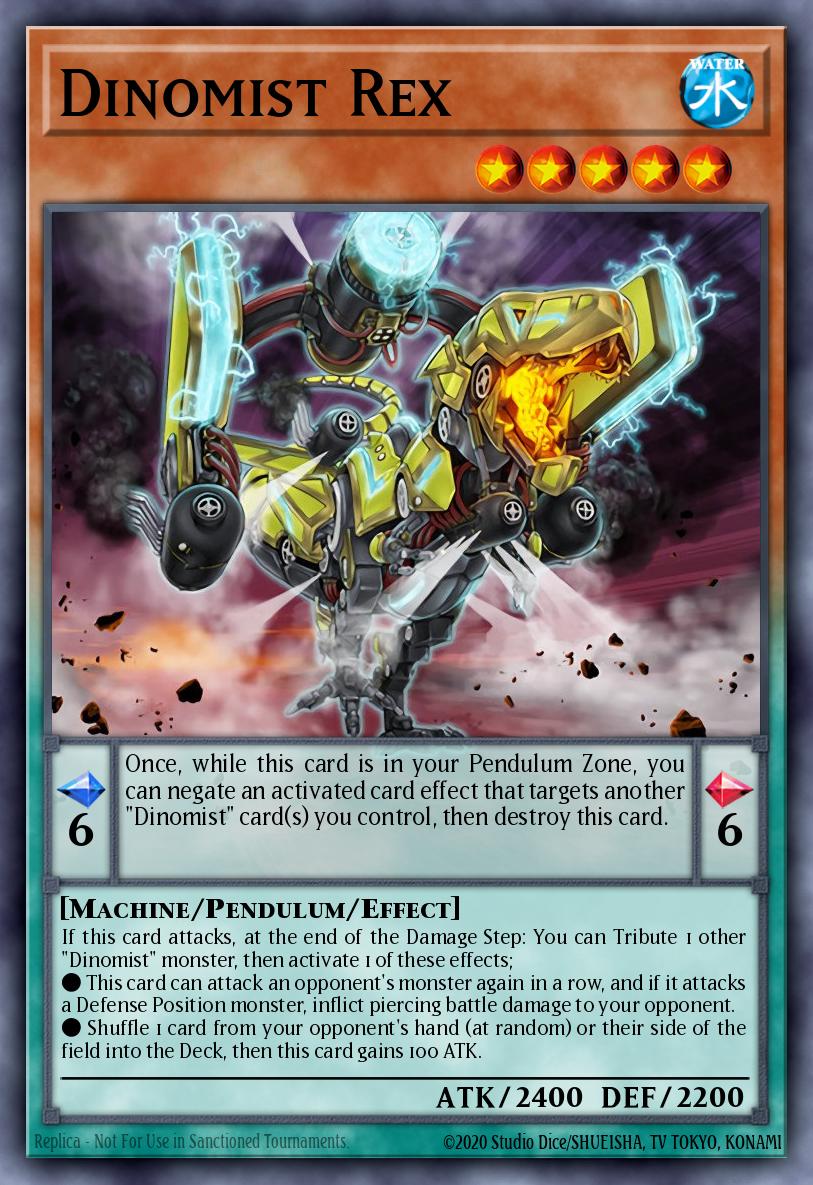 Dinomist Rex
WATER
水
Once, while this card is in your Pendulum Zone, you
can negate an activated card effect that targets another
"Dinomist" card(s) you control, then destroy this card.
6
6
[Machine/Pendulum/Effect]
If this card attacks, at the end of the Damage Step: You can Tribute 1 other
"Dinomist" monster, then activate 1 of these effects;
● This card can attack an opponent's monster again in a row, and if it attacks
a Defense Position monster, inflict piercing battle damage to your opponent.
● Shuffle 1 card from your opponent's hand (at random) or their side of the
field into the Deck, then this card gains 100 ATK.
ATK/2400 DEF/2200
Replica - Not For Use in Sanctioned Tournaments.
©2020 Studio Dice/SHUEISHA, TV TOKYO, KONAMI